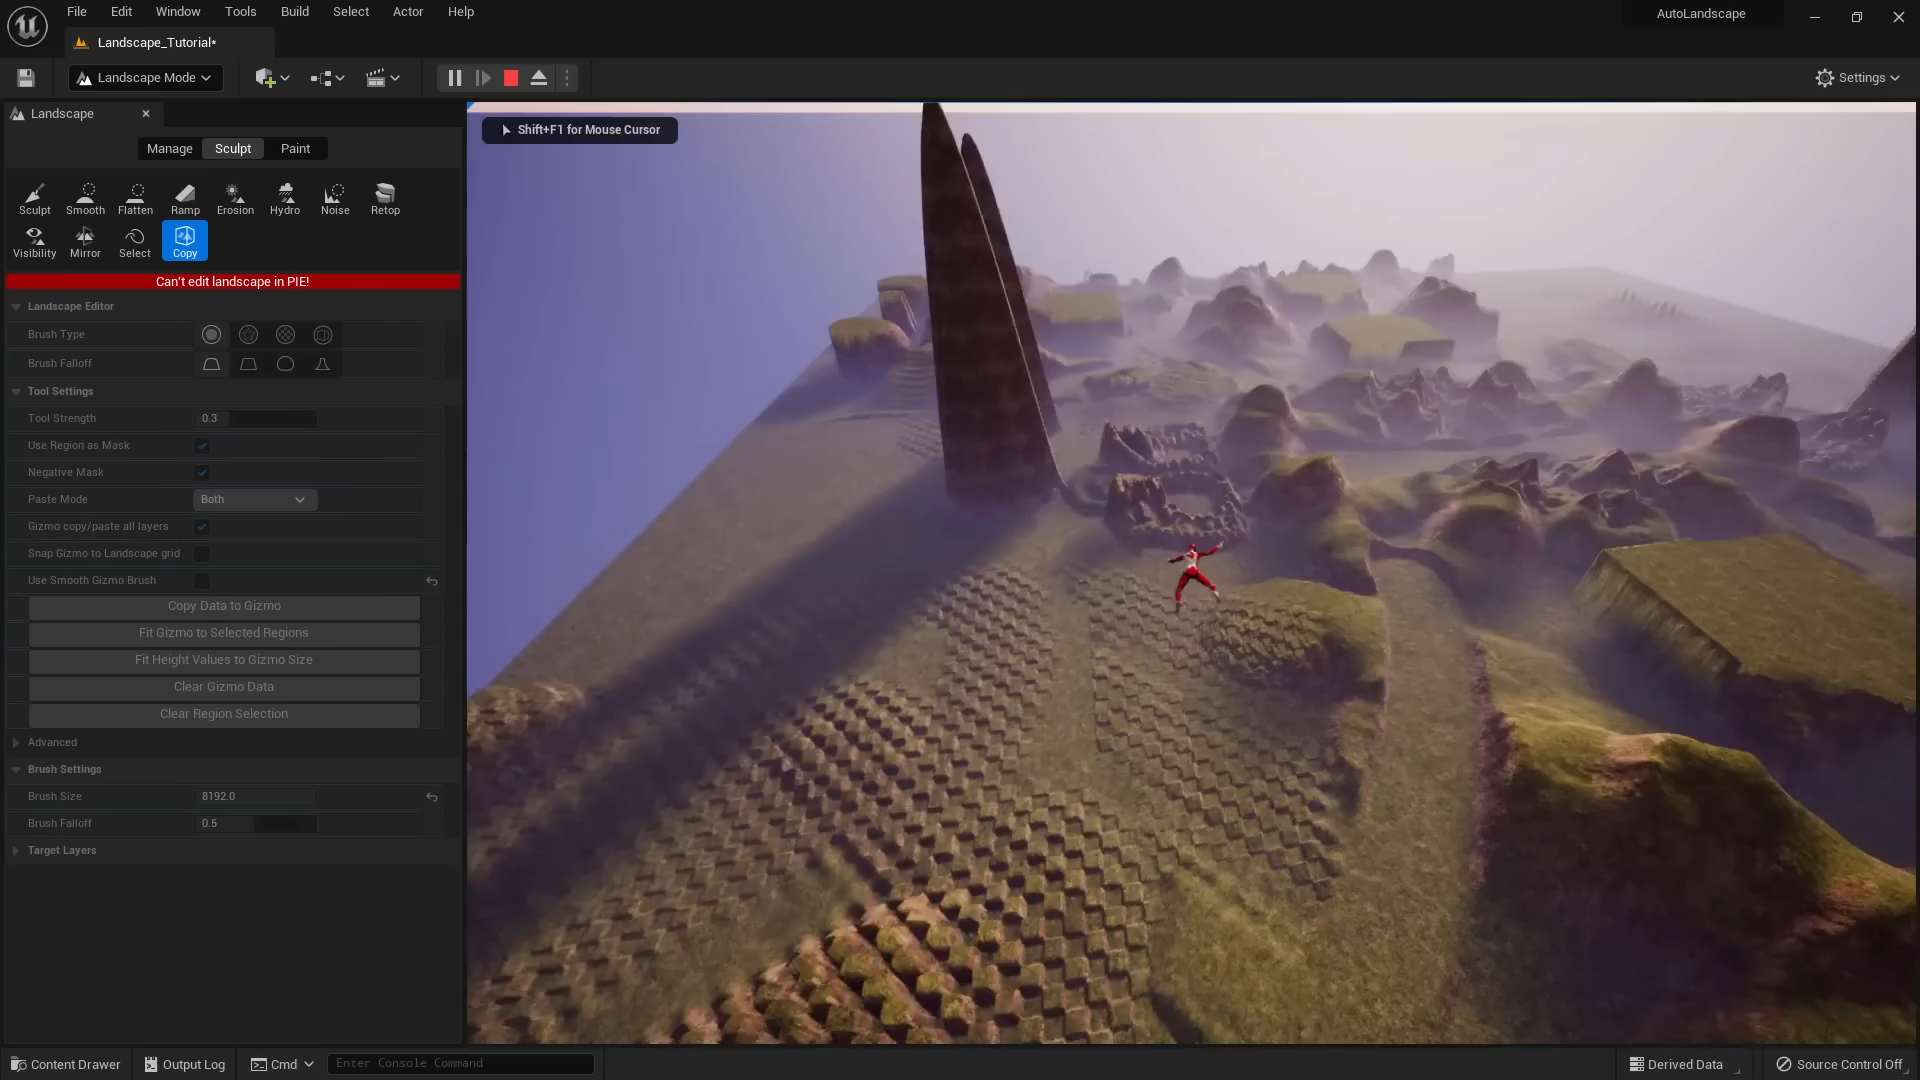 File Edit Window Tools Build Select Actor Help
AutoLandscape
Landscape_Tutorial*
Landscape Mode
Settings
Landscape
Shift+F1 for Mouse Cursor
Manage Sculpt Paint
Sculpt Smooth Flatten Ramp Erosion Hydro Noise Retop
Visibility Mirror Select Copy
Can't edit landscape in PIE!
Landscape Editor
Brush Type
Brush Falloff
Tool Settings
Tool Strength 0.3
Use Region as Mask
Negative Mask
Paste Mode Both
Gizmo copy/paste all layers
Snap Gizmo to Landscape grid
Use Smooth Gizmo Brush
Copy Data to Gizmo
Fit Gizmo to Selected Regions
Fit Height Values to Gizmo Size
Clear Gizmo Data
Clear Region Selection
Advanced
Brush Settings
Brush Size 8192.0
Brush Falloff 0.5
Target Layers
Content Drawer Output Log Cmd Enter Console Command Derived Data Source Control Off